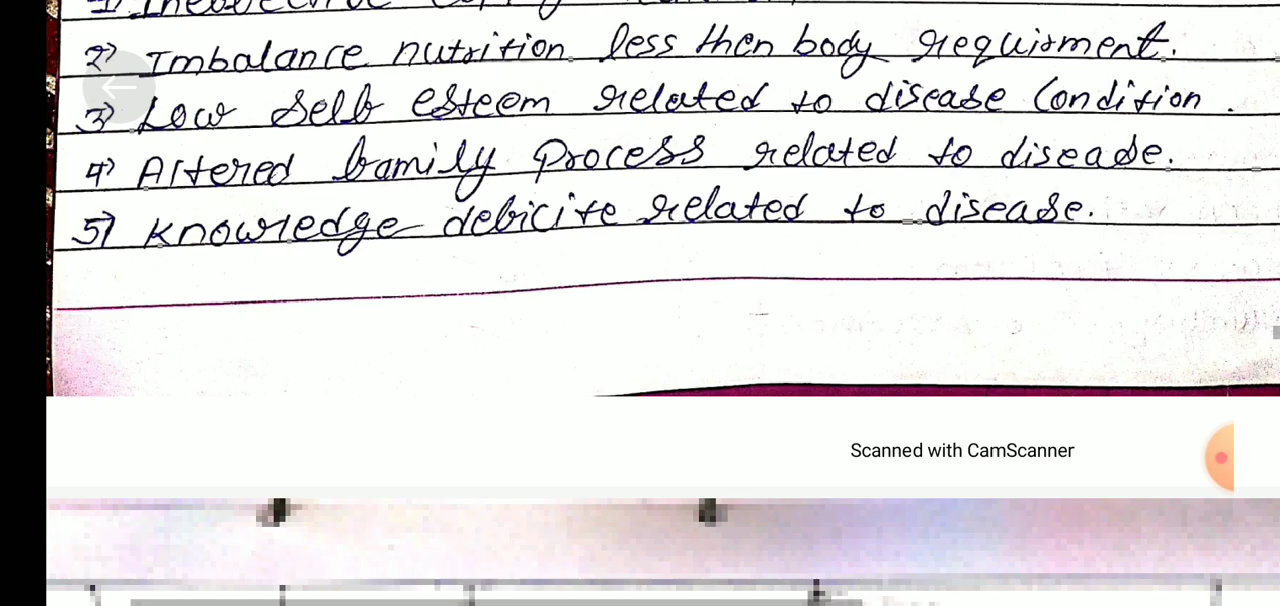 2) Imbalance nutrition less then body requirment.
3) Low Self esteem related to disease Condition.
4) Altered family Process related to disease.
5) Knowledge deficite related to disease.
Scanned with CamScanner